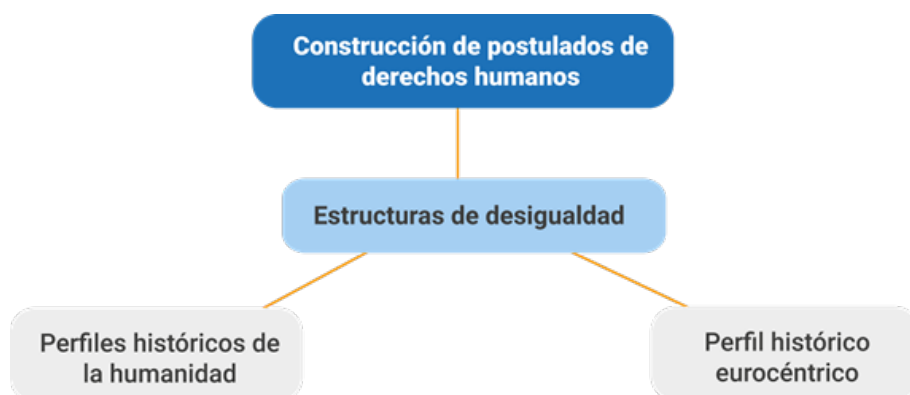 Construcción de postulados de
derechos humanos
Estructuras de desigualdad
Perfiles históricos de
la humanidad
Perfil histórico
eurocéntrico